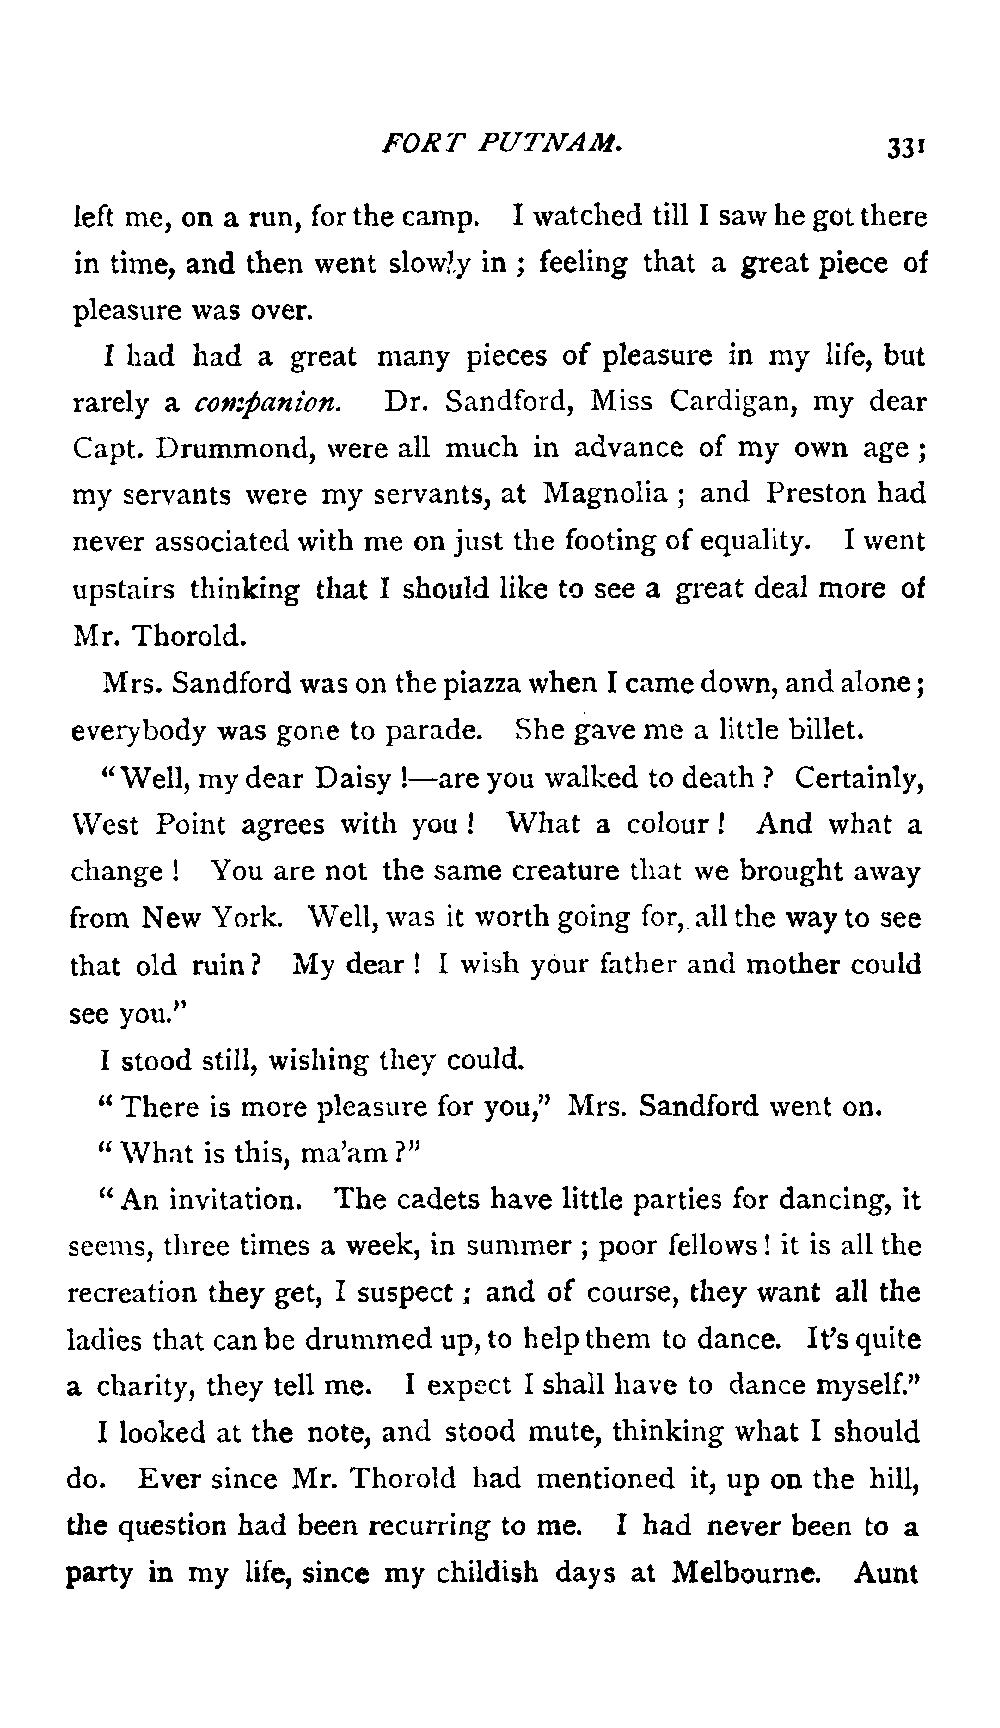 FORT PUTNAM. 331
left me, on a run, for the camp. I watched till I saw he got there
in time, and then went slowly in ; feeling that a great piece of
pleasure was over.
I had had a great many pieces of pleasure in my life, but
rarely a companion. Dr. Sandford, Miss Cardigan, my dear
Capt. Drummond, were all much in advance of my own age ;
my servants were my servants, at Magnolia ; and Preston had
never associated with me on just the footing of equality. I went
upstairs thinking that I should like to see a great deal more of
Mr. Thorold.
Mrs. Sandford was on the piazza when I came down, and alone ;
everybody was gone to parade. She gave me a little billet.
“ Well, my dear Daisy !—are you walked to death ? Certainly,
West Point agrees with you ! What a colour ! And what a
change ! You are not the same creature that we brought away
from New York. Well, was it worth going for, all the way to see
that old ruin ? My dear ! I wish your father and mother could
see you.”
I stood still, wishing they could.
“ There is more pleasure for you,” Mrs. Sandford went on.
“ What is this, ma’am ?”
“ An invitation. The cadets have little parties for dancing, it
seems, three times a week, in summer ; poor fellows ! it is all the
recreation they get, I suspect ; and of course, they want all the
ladies that can be drummed up, to help them to dance. It’s quite
a charity, they tell me. I expect I shall have to dance myself.”
I looked at the note, and stood mute, thinking what I should
do. Ever since Mr. Thorold had mentioned it, up on the hill,
the question had been recurring to me. I had never been to a
party in my life, since my childish days at Melbourne. Aunt